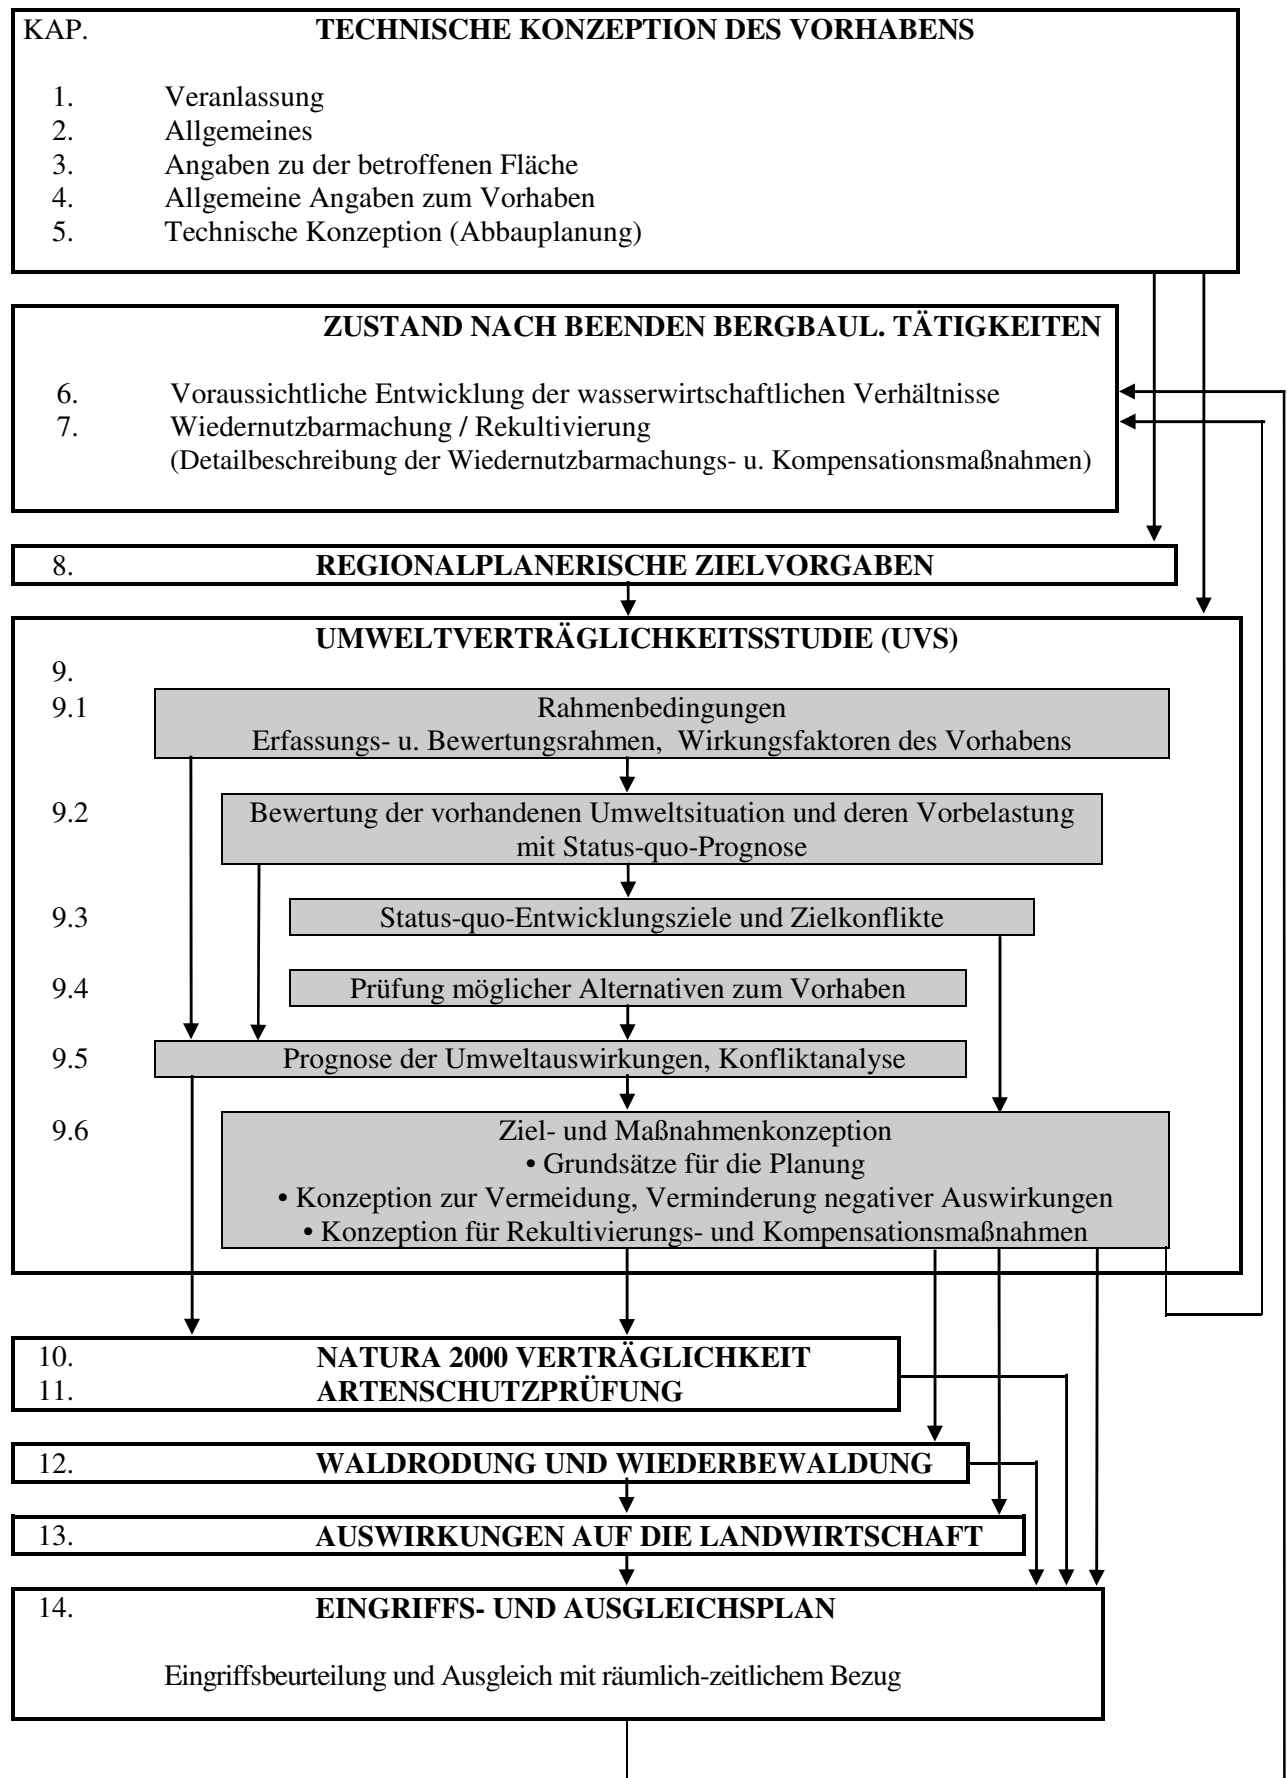 KAP. TECHNISCHE KONZEPTION DES VORHABENS
1. Veranlassung
2. Allgemeines
3. Angaben zu der betroffenen Fläche
4. Allgemeine Angaben zum Vorhaben
5. Technische Konzeption (Abbauplanung)
ZUSTAND NACH BEENDEN BERGBAUL. TÄTIGKEITEN
6. Voraussichtliche Entwicklung der wasserwirtschaftlichen Verhältnisse
7. Wiedernutzbarmachung / Rekultivierung
(Detailbeschreibung der Wiedernutzbarmachungs- u. Kompensationsmaßnahmen)
8. REGIONALPLANERISCHE ZIELVORGABEN
UMWELTVERTRÄGLICHKEITSSTUDIE (UVS)
9.
9.1 Rahmenbedingungen
Erfassungs- u. Bewertungsrahmen, Wirkungsfaktoren des Vorhabens
9.2 Bewertung der vorhandenen Umweltsituation und deren Vorbelastung
mit Status-quo-Prognose
9.3 Status-quo-Entwicklungsziele und Zielkonflikte
9.4 Prüfung möglicher Alternativen zum Vorhaben
9.5 Prognose der Umweltauswirkungen, Konfliktanalyse
9.6 Ziel- und Maßnahmenkonzeption
• Grundsätze für die Planung
• Konzeption zur Vermeidung, Verminderung negativer Auswirkungen
• Konzeption für Rekultivierungs- und Kompensationsmaßnahmen
10. NATURA 2000 VERTRÄGLICHKEIT
11. ARTENSCHUTZPRÜFUNG
12. WALDRODUNG UND WIEDERBEWALDUNG
13. AUSWIRKUNGEN AUF DIE LANDWIRTSCHAFT
14. EINGRIFFS- UND AUSGLEICHSPLAN
Eingriffsbeurteilung und Ausgleich mit räumlich-zeitlichem Bezug